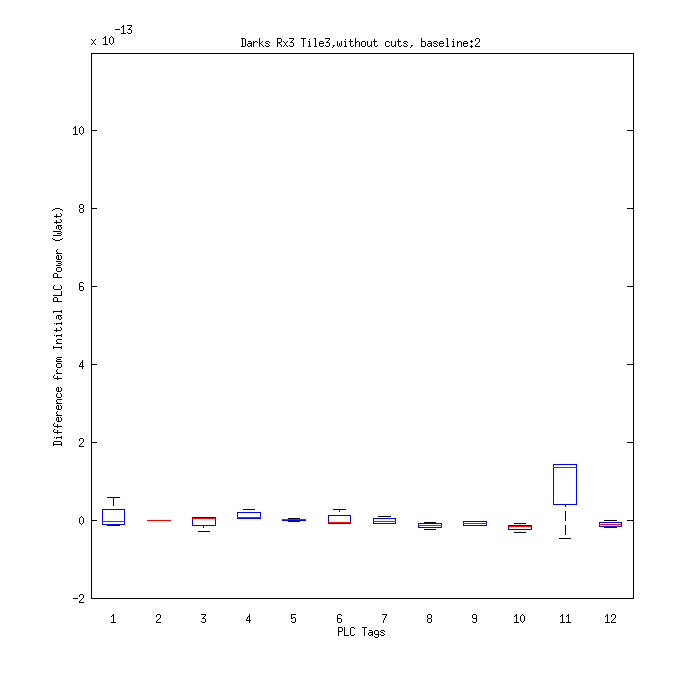 x 10-13
Darks Rx3 Tile3,without cuts, baseline:2
Difference from Initial PLC Power (Watt)
10
8
6
4
2
0
-2
1 2 3 4 5 6 7 8 9 10 11 12
PLC Tags